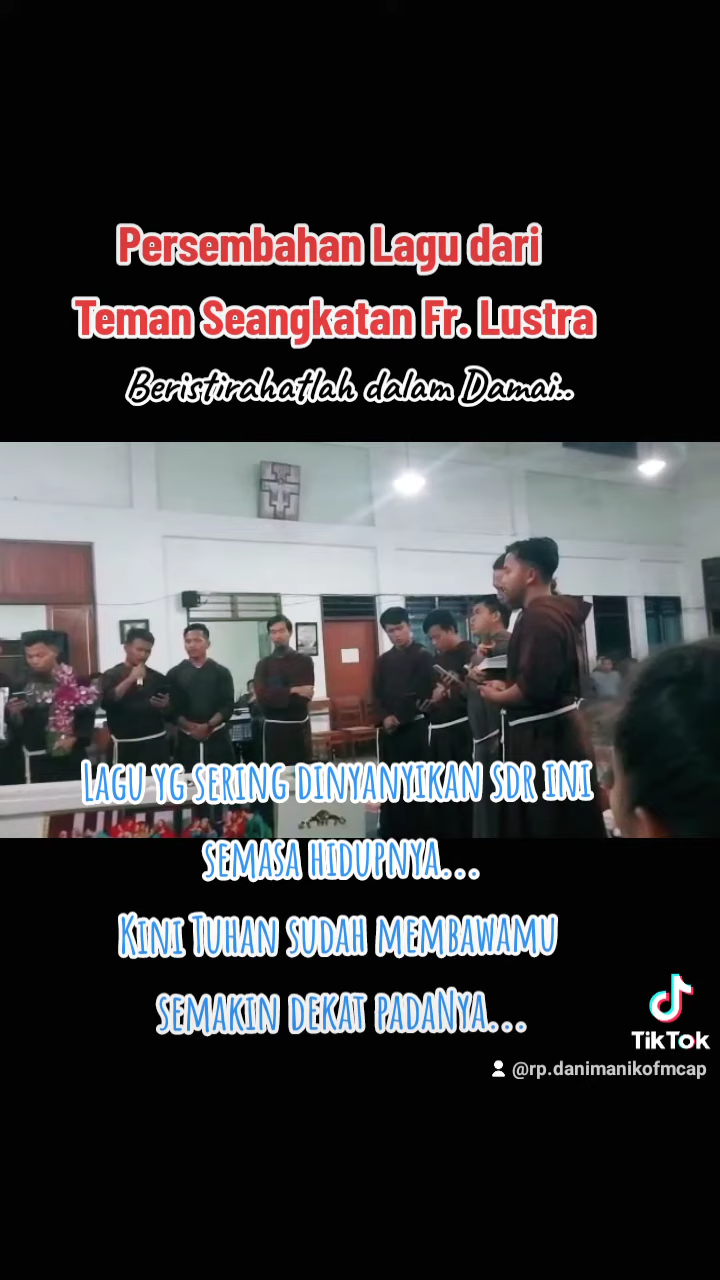 Persembahan Lagu dari
Teman Seangkatan Fr. Lustra
Beristirahatlah dalam Damai..
Lagu yg sering dinyanyikan sdr ini
semasa hidupnya...
Kini Tuhan sudah membawamu
semakin dekat padaNya...
TikTok
@rp.danimanikofmcap